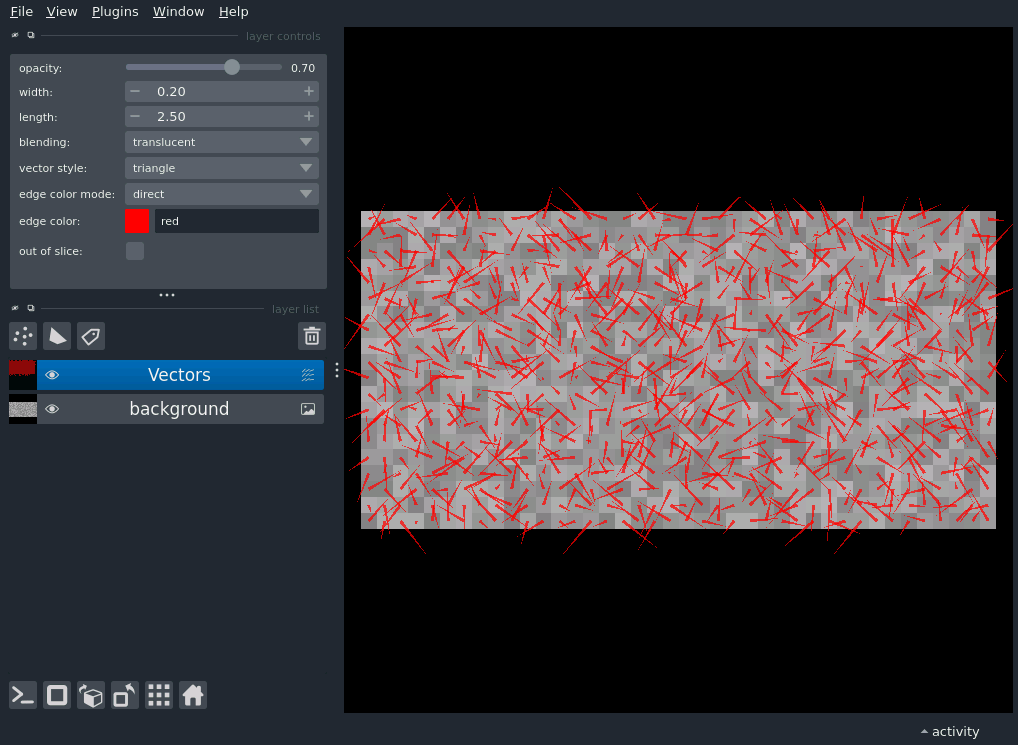 File View Plugins Window Help
layer controls
opacity: 0.70
width: − 0.20 +
length: − 2.50 +
blending: translucent
vector style: triangle
edge color mode: direct
edge color: red
out of slice:
layer list
Vectors
background
activity